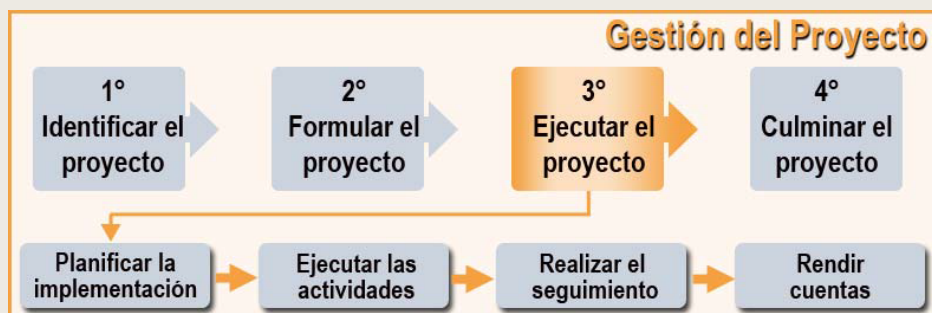 Gestión del Proyecto
1°
Identificar el
proyecto
2°
Formular el
proyecto
3°
Ejecutar el
proyecto
4°
Culminar el
proyecto
Planificar la
implementación
Ejecutar las
actividades
Realizar el
seguimiento
Rendir
cuentas